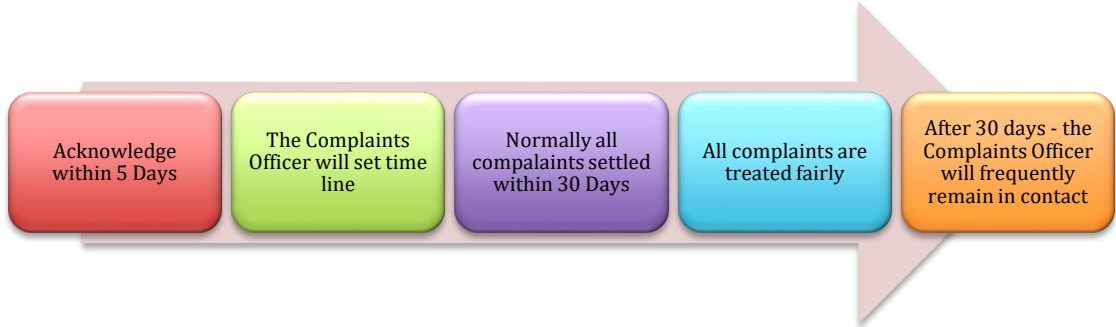 Acknowledge
within 5 Days
The Complaints
Officer will set time
line
Normally all
compalaints settled
within 30 Days
All complaints are
treated fairly
After 30 days - the
Complaints Officer
will frequently
remain in contact